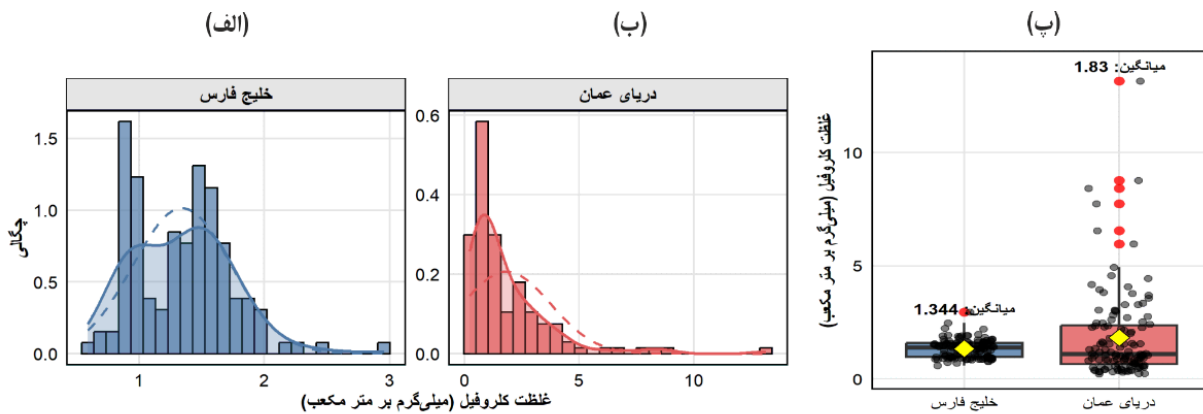 (الف)
(ب)
(پ)
خلیج فارس
دریای عمان
چگالی
1.5
1.0
0.5
0.0
1
2
3
0.6
0.4
0.2
0.0
0
5
10
غلظت کلروفیل (میلی‌گرم بر متر مکعب)
غلظت کلروفیل (میلی‌گرم بر متر مکعب)
10
5
0
میانگین: 1.83
میانگین: 1.344
خلیج فارس
دریای عمان